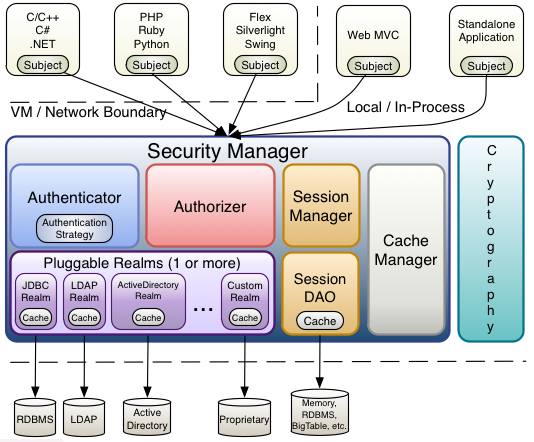 C/C++
C#
.NET
Subject
PHP
Ruby
Python
Subject
Flex
Silverlight
Swing
Subject
Web MVC
Subject
Standalone
Application
Subject
VM / Network Boundary
Local / In-Process
Security Manager
Authenticator
Authentication
Strategy
Authorizer
Session
Manager
Cache
Manager
Cryptography
Pluggable Realms (1 or more)
JDBC
Realm
Cache
LDAP
Realm
Cache
ActiveDirectory
Realm
Cache
...
Custom
Realm
Cache
Session
DAO
Cache
RDBMS
LDAP
Active
Directory
Proprietary
Memory,
RDBMS,
BigTable, etc.